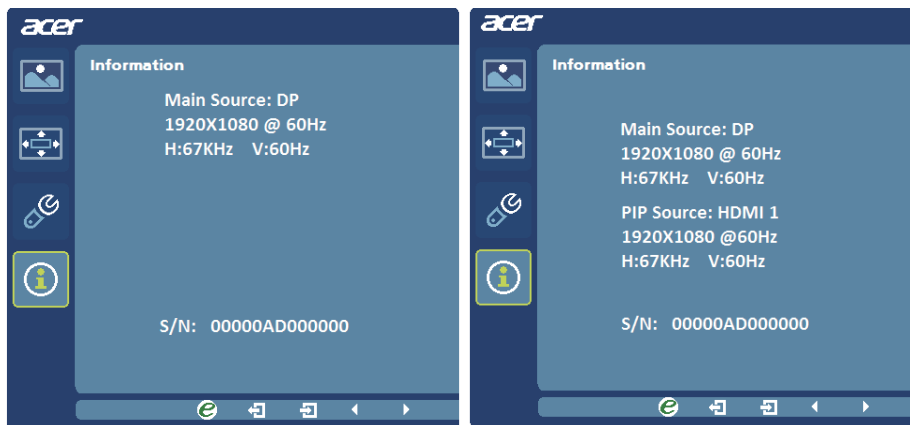 acer
Information
Main Source: DP
1920X1080 @ 60Hz
H:67KHz V:60Hz
S/N: 00000AD000000
acer
Information
Main Source: DP
1920X1080 @ 60Hz
H:67KHz V:60Hz
PIP Source: HDMI 1
1920X1080 @60Hz
H:67KHz V:60Hz
S/N: 00000AD000000